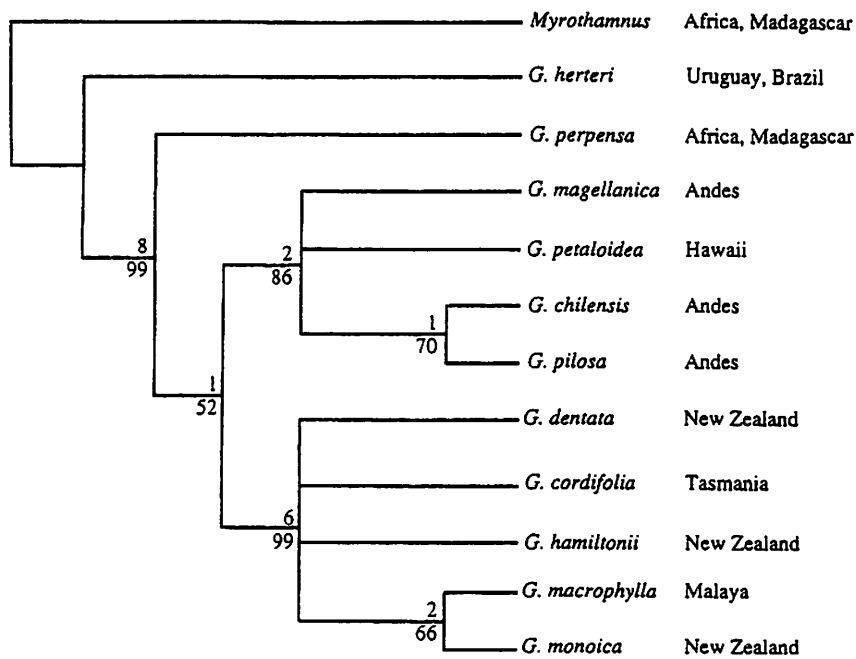 Myrothamnus Africa, Madagascar
G. herteri Uruguay, Brazil
G. perpensa Africa, Madagascar
G. magellanica Andes
8
99
2
86
G. petaloidea Hawaii
G. chilensis Andes
1
70
G. pilosa Andes
1
52
G. dentata New Zealand
G. cordifolia Tasmania
6
99
G. hamiltonii New Zealand
G. macrophylla Malaya
2
66
G. monoica New Zealand